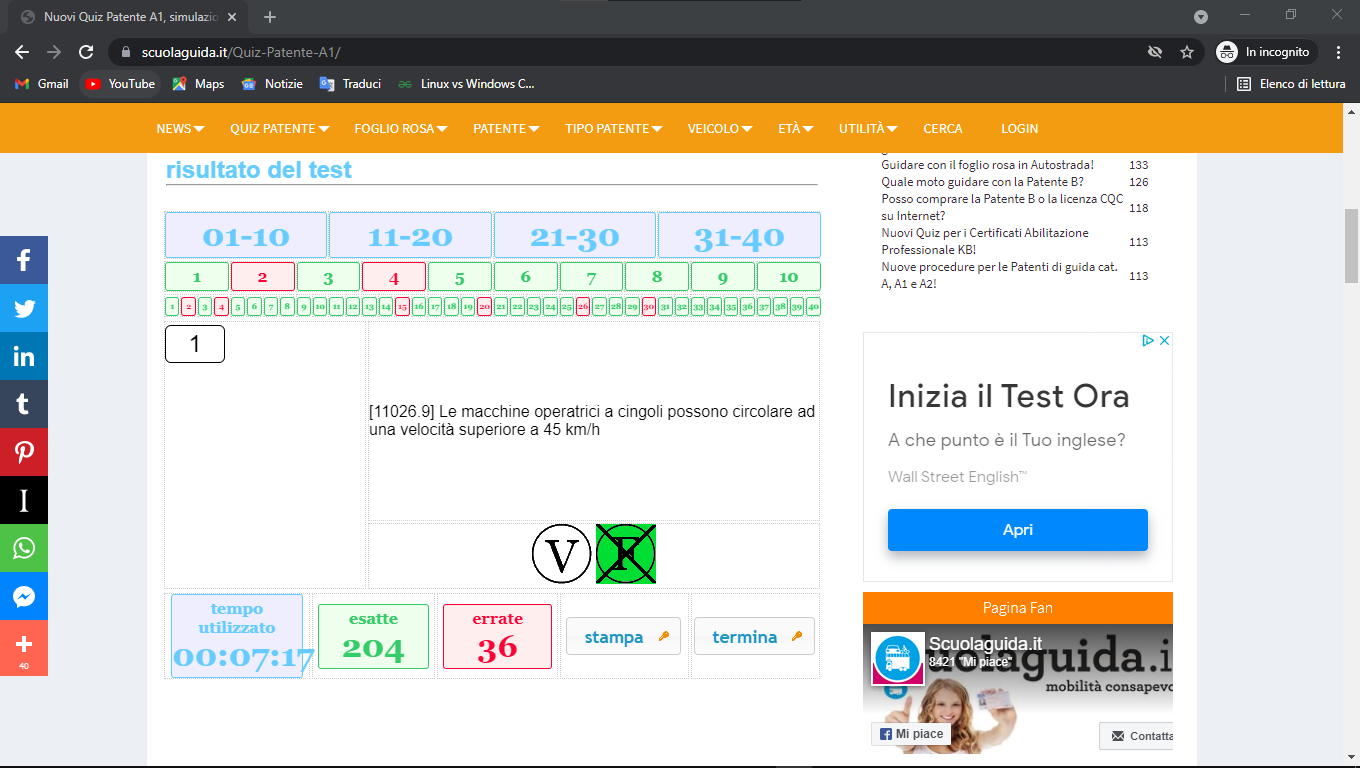 Nuovi Quiz Patente A1, simulazio
scuolaguida.it/Quiz-Patente-A1/
In incognito
Gmail
YouTube
Maps
Notizie
Traduci
Linux vs Windows C...
Elenco di lettura
NEWS
QUIZ PATENTE
FOGLIO ROSA
PATENTE
TIPO PATENTE
VEICOLO
ETÀ
UTILITÀ
CERCA
LOGIN
risultato del test
01-10 11-20 21-30 31-40
1 2 3 4 5 6 7 8 9 10
1 2 3 4 5 6 7 8 9 10 11 12 13 14 15 16 17 18 19 20 21 22 23 24 25 26 27 28 29 30 31 32 33 34 35 36 37 38 39 40
1
[11026.9] Le macchine operatrici a cingoli possono circolare ad
una velocità superiore a 45 km/h
V F
tempo
utilizzato
00:07:17
esatte
204
errate
36
stampa
termina
Guidare con il foglio rosa in Autostrada! 133
Quale moto guidare con la Patente B? 126
Posso comprare la Patente B o la licenza CQC
su Internet? 118
Nuovi Quiz per i Certificati Abilitazione
Professionale KB! 113
Nuove procedure per le Patenti di guida cat.
A, A1 e A2! 113
Inizia il Test Ora
A che punto è il Tuo inglese?
Wall Street English™
Apri
Pagina Fan
Scuolaguida.it
8421 "Mi piace"
uolaguida.i
mobilità consapevo
Mi piace
Contatta
40